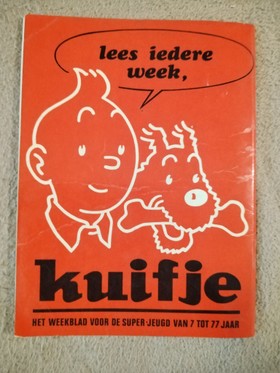 lees iedere
week,
kuifje
HET WEEKBLAD VOOR DE SUPER-JEUGD VAN 7 TOT 77 JAAR